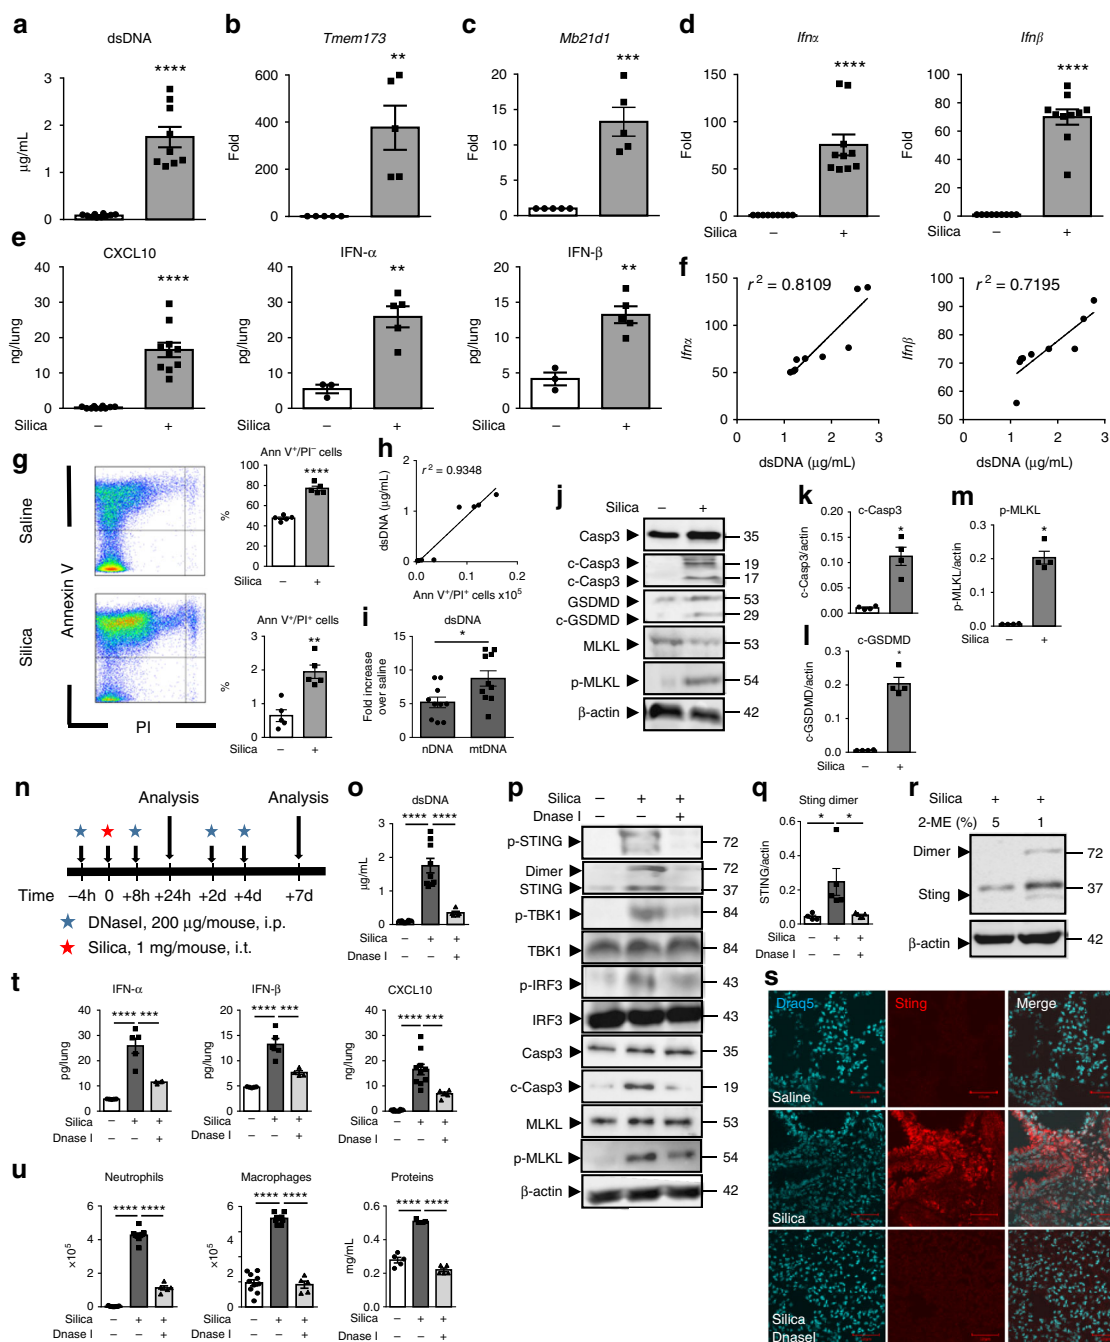 a
dsDNA
****
3
2
1
0
µg/mL
b
Tmem173
**
600
400
200
0
Fold
c
Mb21d1
***
20
15
10
5
0
Fold
d
Ifnα
****
150
100
50
0
Fold
Silica – +
Ifnβ
****
100
80
60
40
20
0
Fold
– +
e
CXCL10
****
40
30
20
10
0
ng/lung
Silica – +
IFN-α
**
40
30
20
10
0
pg/lung
– +
IFN-β
**
20
15
10
5
0
pg/lung
– +
f
r² = 0.8109
150
100
50
0
Ifnα
0 1 2 3
dsDNA (µg/mL)
r² = 0.7195
100
90
80
70
60
50
Ifnβ
0 1 2 3
dsDNA (µg/mL)
g
Saline
Silica
Annexin V
PI
Ann V⁺/PI⁻ cells
****
100
80
60
40
20
0
%
Silica – +
Ann V⁺/PI⁺ cells
**
3
2
1
0
%
Silica – +
h
r² = 0.9348
2
1
0
dsDNA (µg/mL)
0.0 0.1 0.2
Ann V⁺/PI⁺ cells x10⁵
i
dsDNA
*
15
10
5
0
Fold increase
over saline
nDNA mtDNA
j
Silica – +
Casp3 35
c-Casp3 19
c-Casp3 17
GSDMD 53
c-GSDMD 29
MLKL 53
p-MLKL 54
β-actin 42
k
c-Casp3
*
0.20
0.15
0.10
0.05
0.00
c-Casp3/actin
l
c-GSDMD
*
0.3
0.2
0.1
0.0
c-GSDMD/actin
Silica – +
m
p-MLKL
*
0.3
0.2
0.1
0.0
p-MLKL/actin
Silica – +
n
Analysis Analysis
Time –4h 0 +8h +24h +2d +4d +7d
DNaseI, 200 µg/mouse, i.p.
Silica, 1 mg/mouse, i.t.
o
dsDNA
**** ****
3
2
1
0
µg/mL
Silica – + +
Dnase I – – +
p
Silica – + +
Dnase I – – +
p-STING 72
Dimer 72
STING 37
p-TBK1 84
TBK1 84
p-IRF3 43
IRF3 43
Casp3 35
c-Casp3 19
MLKL 53
p-MLKL 54
β-actin 42
q
Sting dimer
* *
0.6
0.4
0.2
0.0
STING/actin
Silica – + +
Dnase I – – +
r
Silica + +
2-ME (%) 5 1
Dimer 72
Sting 37
β-actin 42
s
Draq5 Sting Merge
Saline
Silica
Silica
DnaseI
t
IFN-α
**** ***
40
30
20
10
0
pg/lung
Silica – + +
Dnase I – – +
IFN-β
**** ***
20
15
10
5
0
pg/lung
– + +
– – +
CXCL10
**** ***
40
30
20
10
0
ng/lung
Silica – + +
Dnase I – – +
u
Neutrophils
**** ****
6
4
2
0
×10⁵
Silica – + +
Dnase I – – +
Macrophages
**** ****
6
4
2
0
×10⁵
– + +
– – +
Proteins
**** ****
0.6
0.4
0.2
0.0
mg/mL
Silica – + +
Dnase I – – +